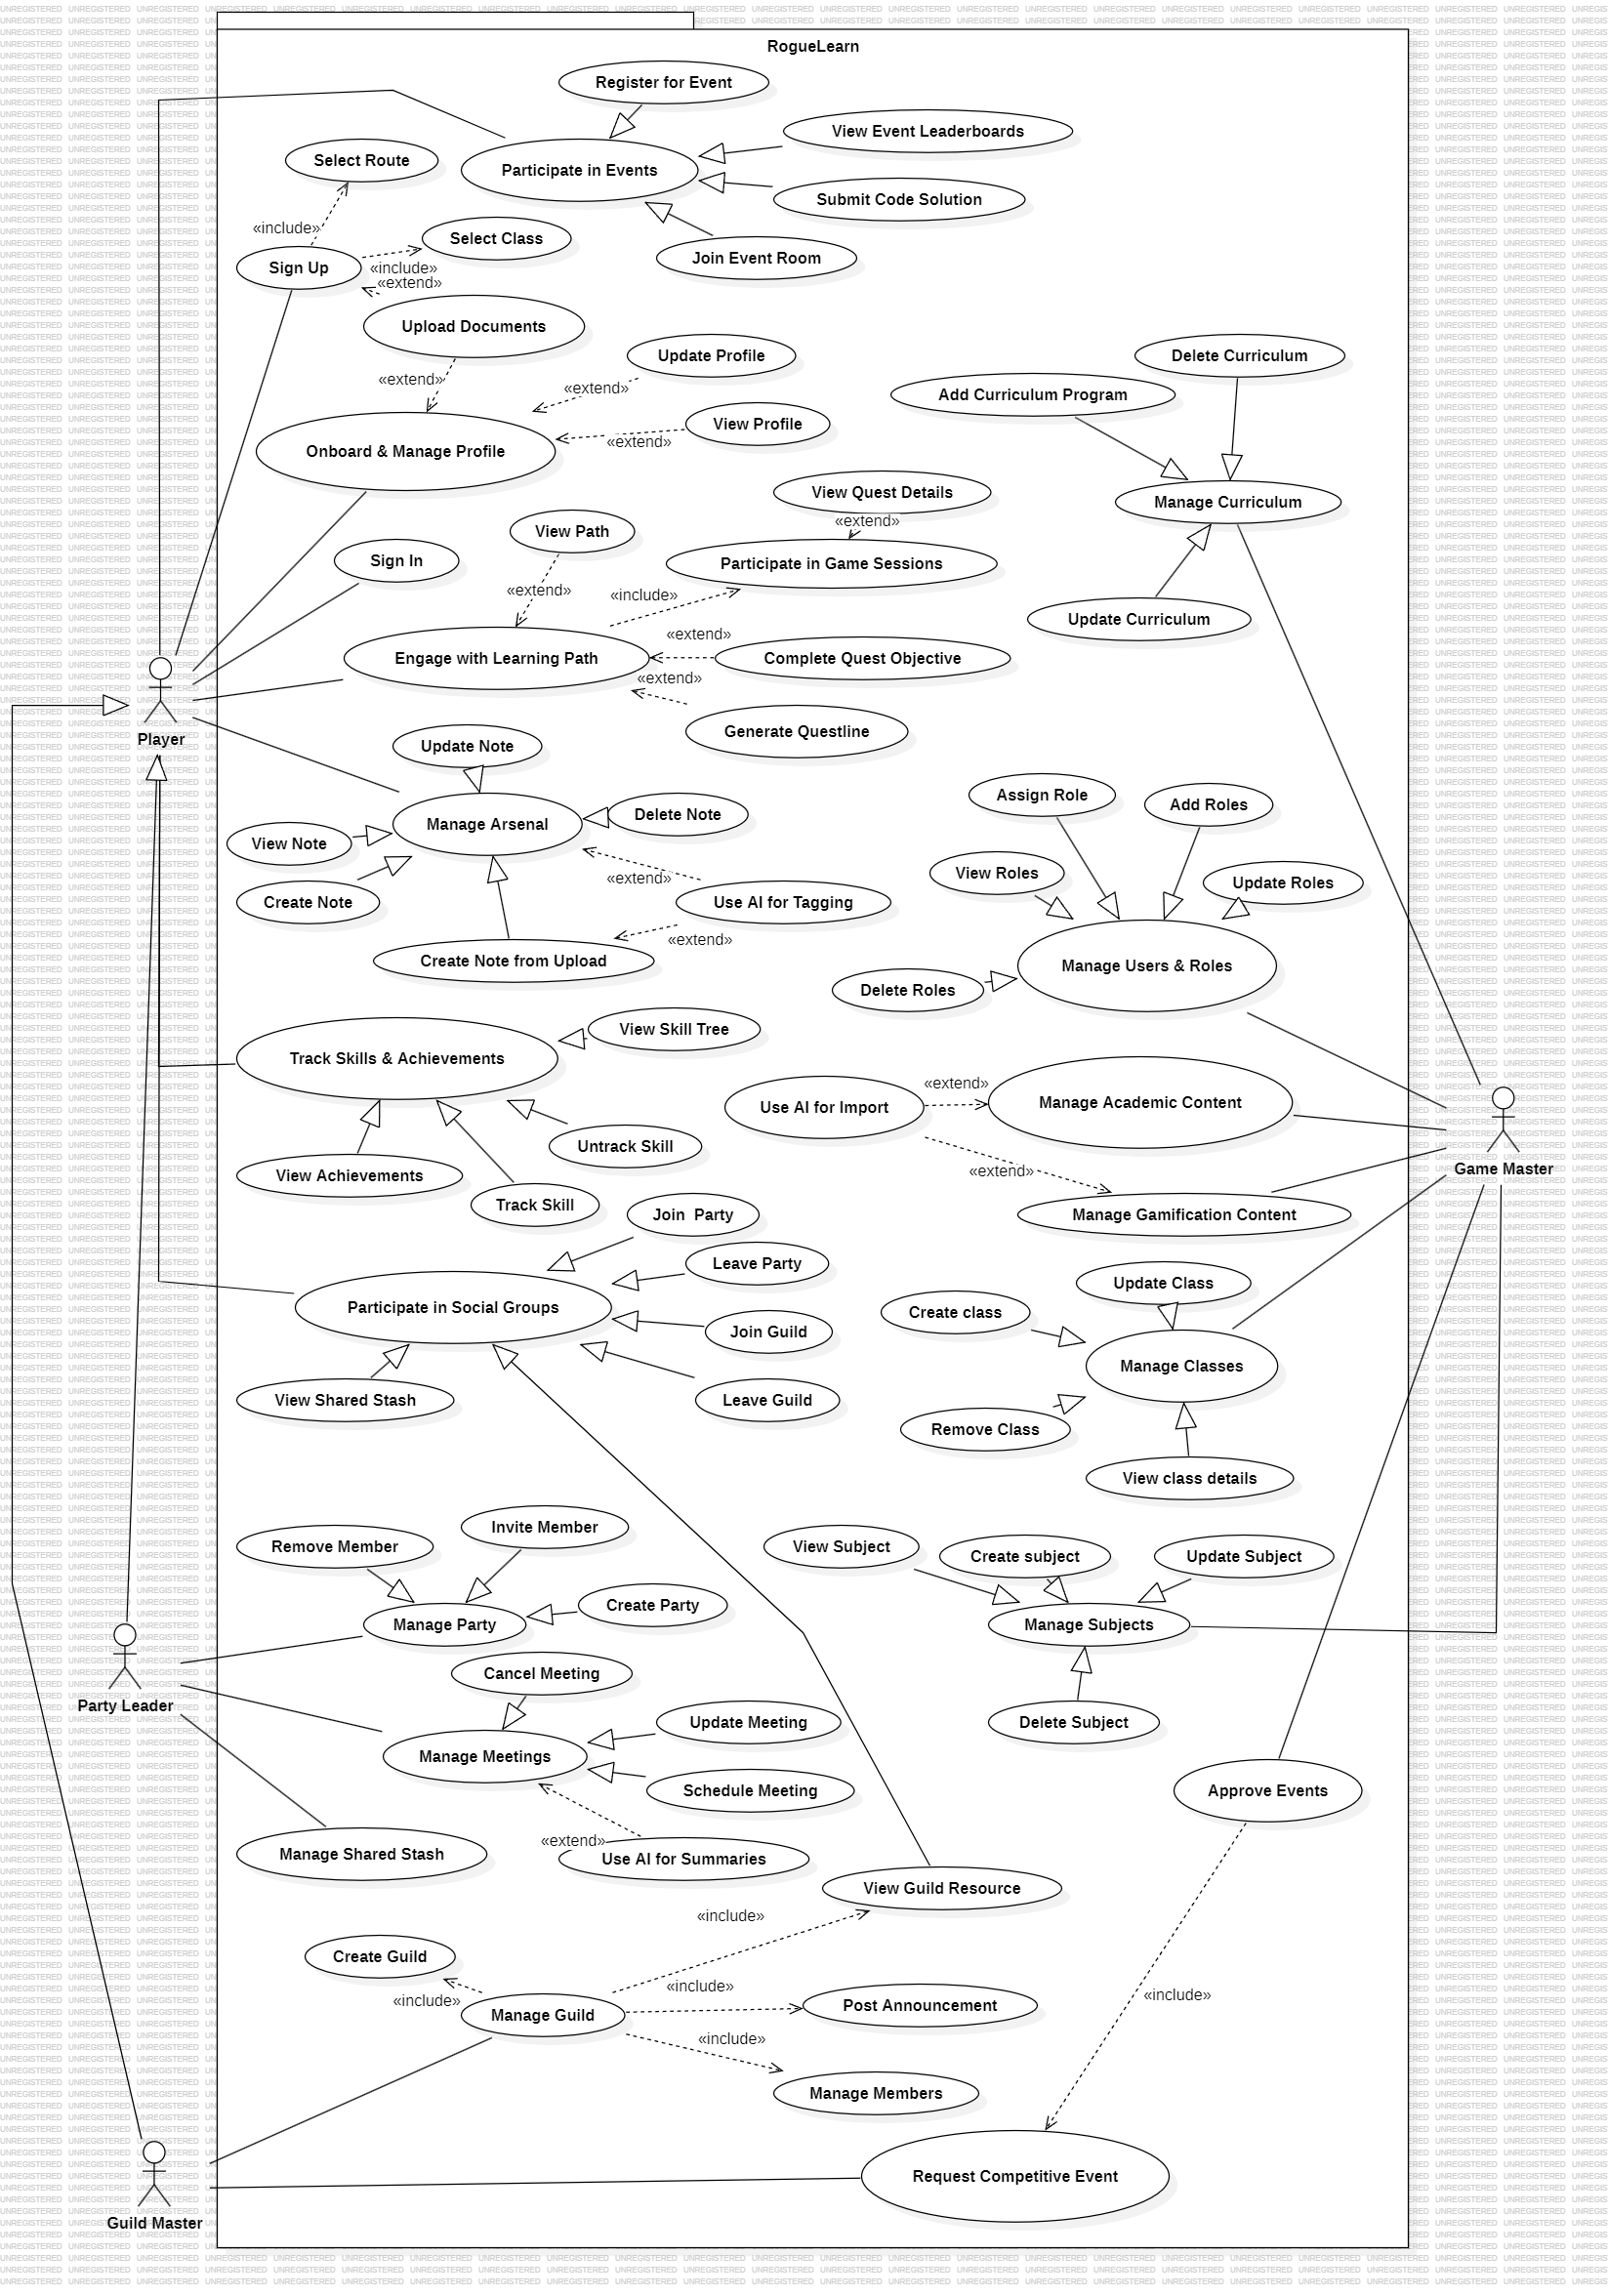 RogueLearn
Register for Event
View Event Leaderboards
Select Route
Participate in Events
Submit Code Solution
«include»
Select Class
Join Event Room
Sign Up
«include»
«extend»
Upload Documents
Update Profile
Delete Curriculum
«extend»
«extend»
Add Curriculum Program
View Profile
«extend»
Onboard & Manage Profile
View Quest Details
Manage Curriculum
«extend»
View Path
Sign In
Participate in Game Sessions
«extend»
«include»
Update Curriculum
«extend»
Engage with Learning Path
Complete Quest Objective
«extend»
Generate Questline
Player
Update Note
Assign Role
Add Roles
Delete Note
Manage Arsenal
View Note
View Roles
«extend»
Update Roles
Create Note
Use AI for Tagging
«extend»
Create Note from Upload
Manage Users & Roles
Delete Roles
View Skill Tree
Track Skills & Achievements
«extend»
Use AI for Import
Manage Academic Content
Untrack Skill
View Achievements
«extend»
Game Master
Track Skill
Join  Party
Manage Gamification Content
Leave Party
Update Class
Participate in Social Groups
Create class
Join Guild
Manage Classes
View Shared Stash
Leave Guild
Remove Class
View class details
Invite Member
Remove Member
View Subject
Create subject
Update Subject
Create Party
Manage Party
Manage Subjects
Cancel Meeting
Party Leader
Update Meeting
Delete Subject
Manage Meetings
Schedule Meeting
Approve Events
«extend»
Manage Shared Stash
Use AI for Summaries
View Guild Resource
«include»
Create Guild
«include»
«include»
«include»
Manage Guild
Post Announcement
«include»
Manage Members
Request Competitive Event
Guild Master
UNREGISTERED